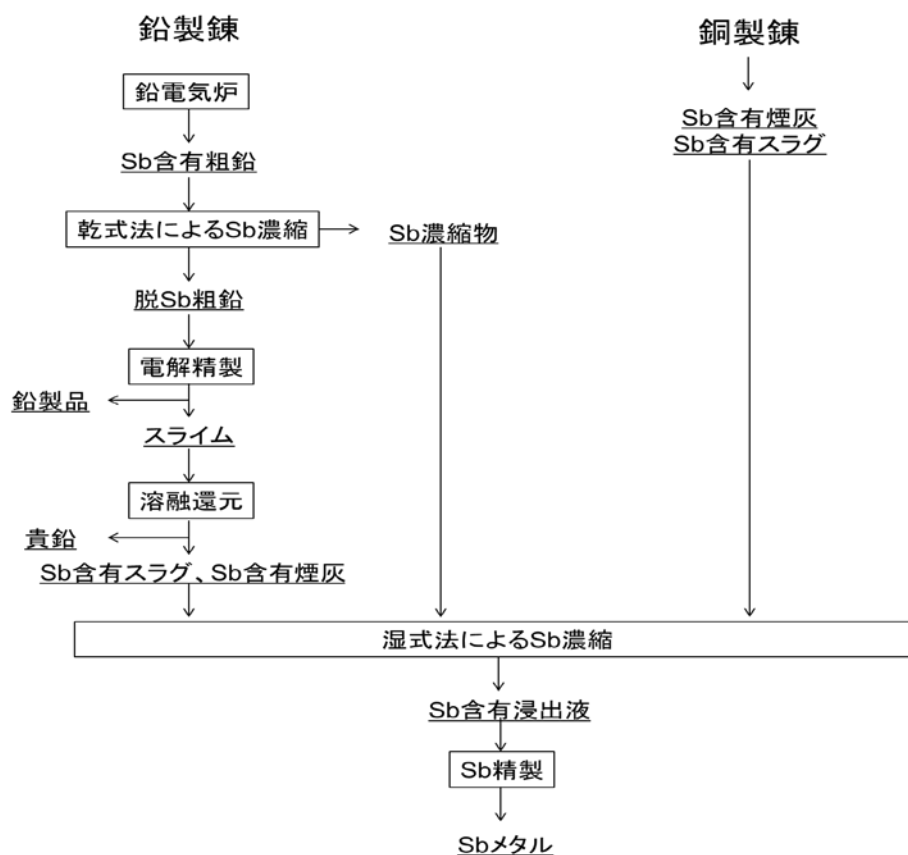 鉛製錬
銅製錬
鉛電気炉
Sb含有煙灰
Sb含有スラグ
Sb含有粗鉛
乾式法によるSb濃縮
Sb濃縮物
脱Sb粗鉛
電解精製
鉛製品
スライム
溶融還元
貴鉛
Sb含有スラグ、Sb含有煙灰
湿式法によるSb濃縮
Sb含有浸出液
Sb精製
Sbメタル